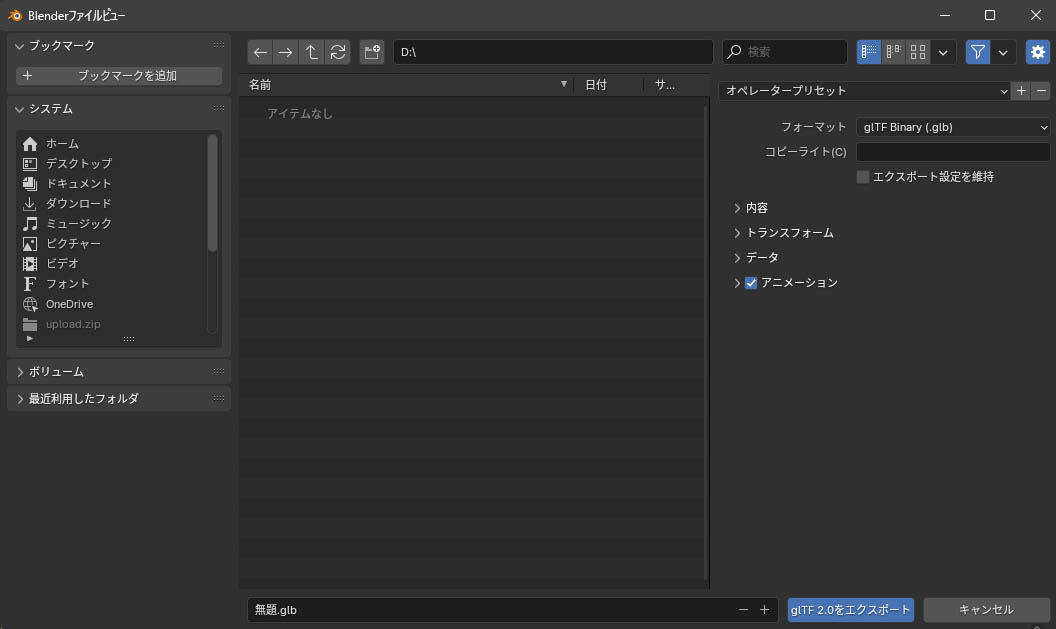 Blenderファイルビュー
ブックマーク
ブックマークを追加
システム
ホーム
デスクトップ
ドキュメント
ダウンロード
ミュージック
ピクチャー
ビデオ
フォント
OneDrive
upload.zip
ボリューム
最近利用したフォルダ
D:\
検索
名前 日付 サ...
アイテムなし
オペレータープリセット
フォーマット glTF Binary (.glb)
コピーライト(C)
エクスポート設定を維持
内容
トランスフォーム
データ
アニメーション
無題.glb
glTF 2.0をエクスポート
キャンセル